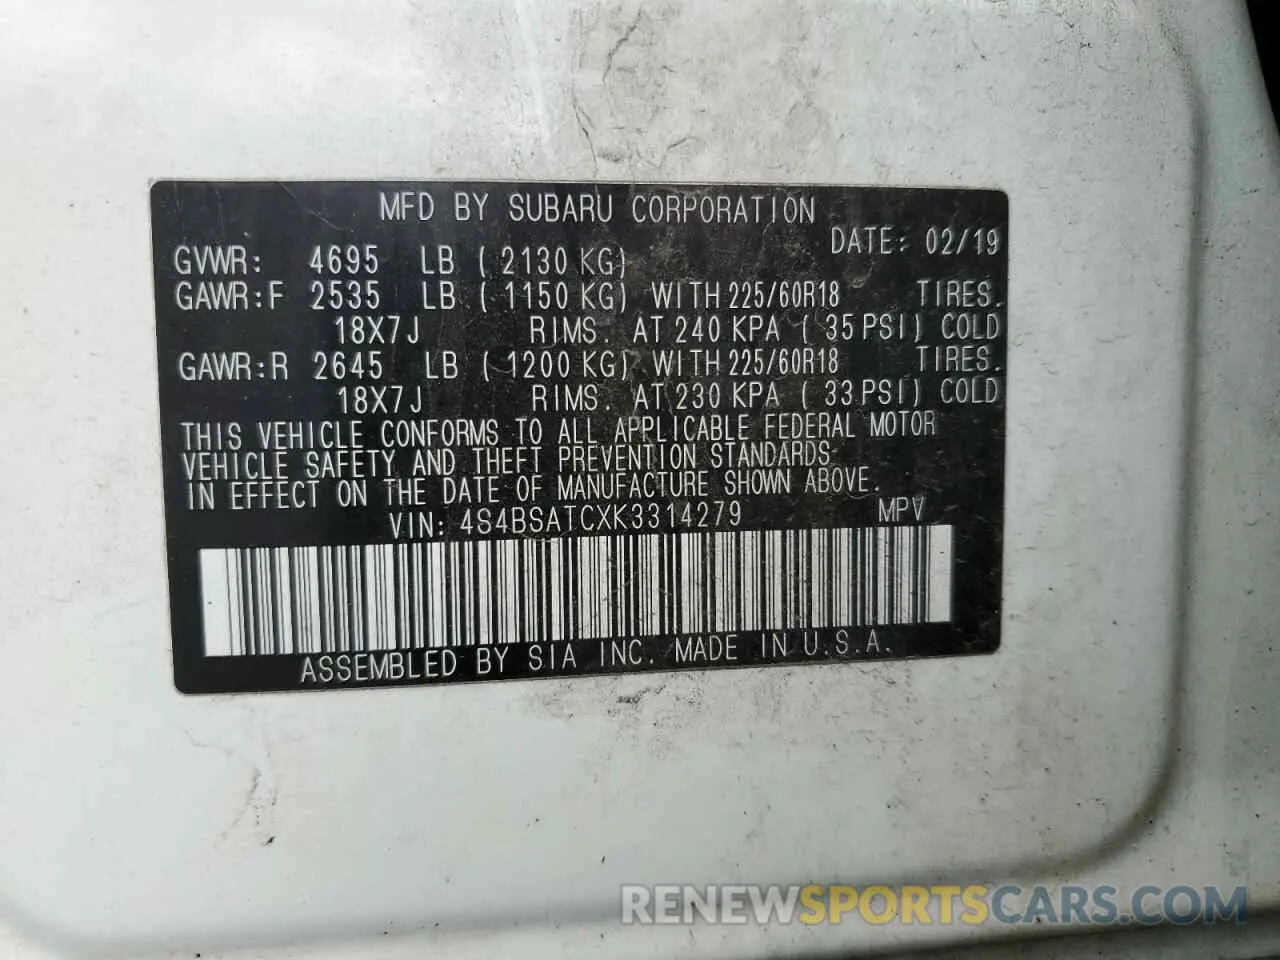 MFD BY SUBARU CORPORATION
DATE: 02/19
GVWR: 4695 LB ( 2130 KG)
GAWR:F 2535 LB ( 1150 KG) WITH 225/60R18 TIRES.
18X7J RIMS. AT 240 KPA ( 35 PSI) COLD
GAWR:R 2645 LB ( 1200 KG) WITH 225/60R18 TIRES.
18X7J RIMS. AT 230 KPA ( 33 PSI) COLD
THIS VEHICLE CONFORMS TO ALL APPLICABLE FEDERAL MOTOR
VEHICLE SAFETY AND THEFT PREVENTION STANDARDS
IN EFFECT ON THE DATE OF MANUFACTURE SHOWN ABOVE.
VIN: 4S4BSATCXK3314279 MPV
ASSEMBLED BY SIA INC. MADE IN U.S.A.
RENEWSPORTSCARS.COM